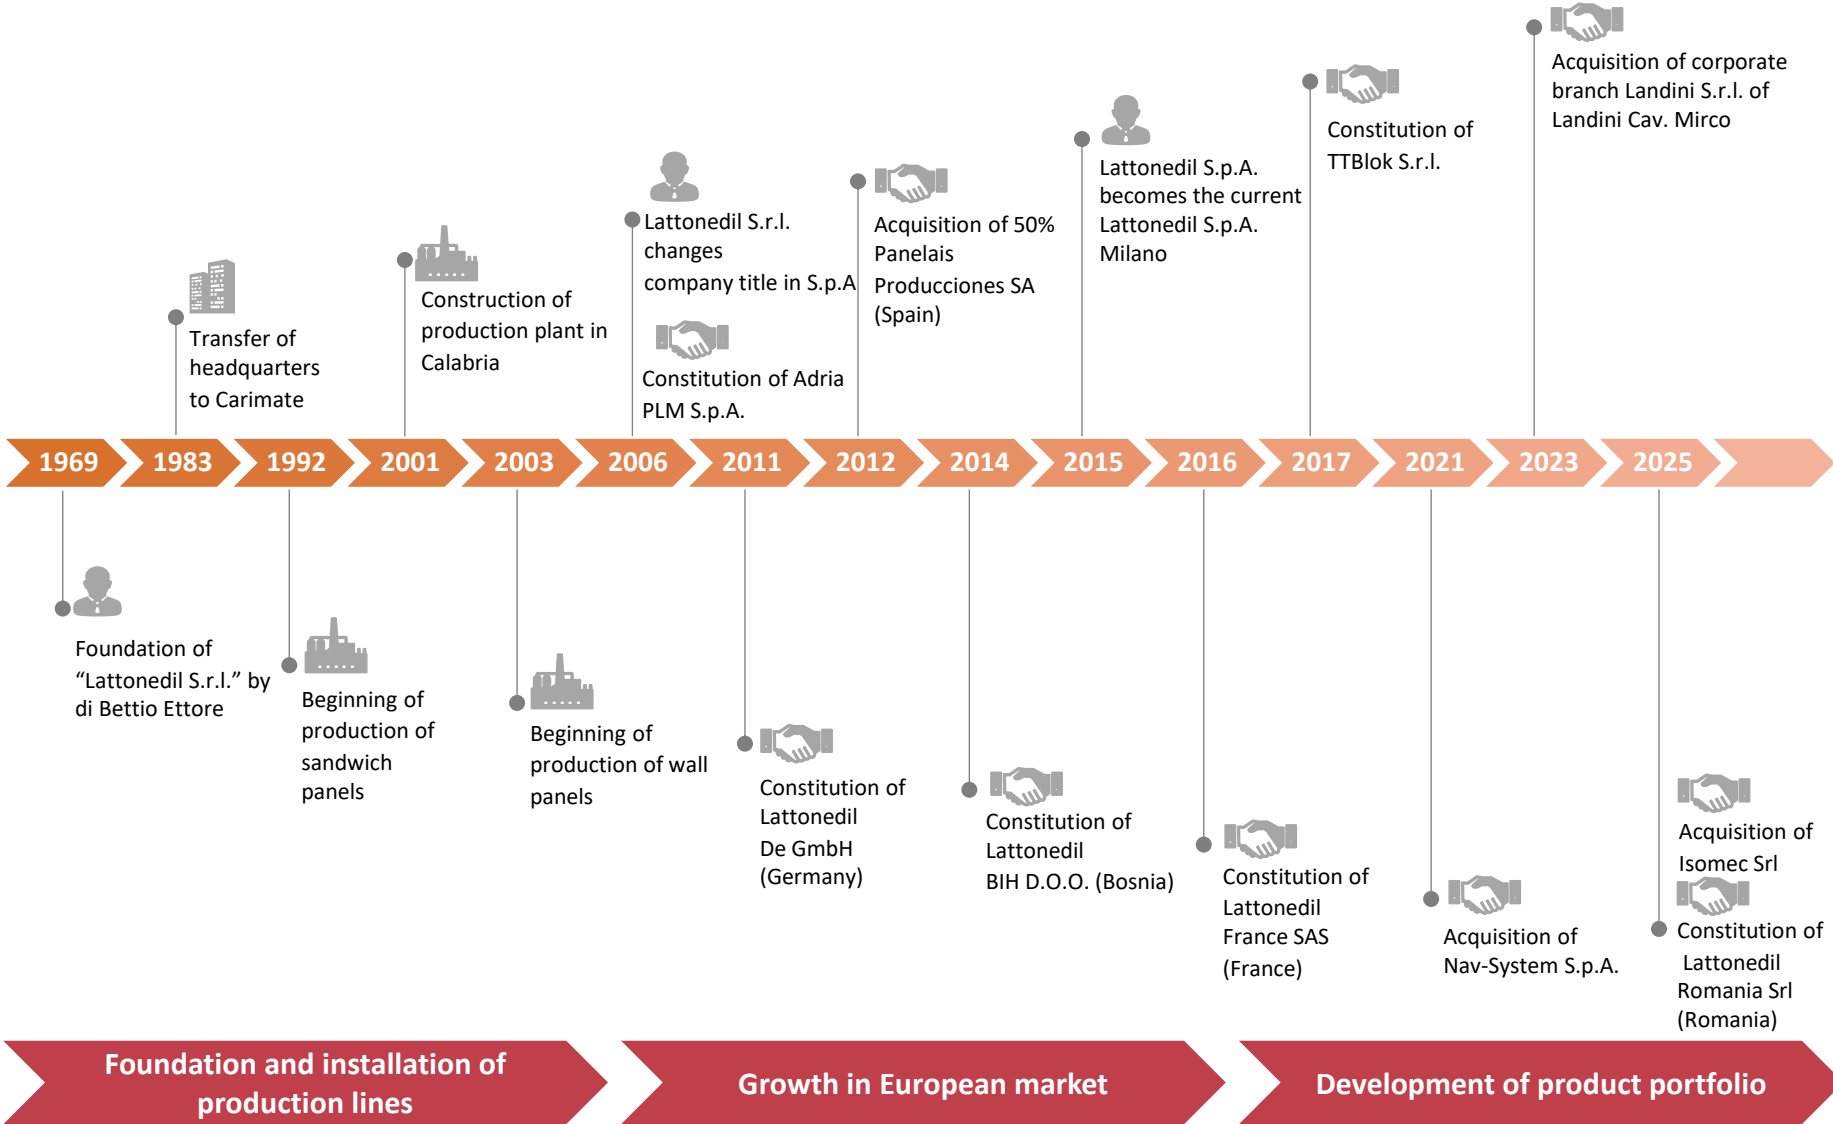 Acquisition of corporate
branch Landini S.r.l. of
Landini Cav. Mirco
Constitution of
TTBlok S.r.l.
Lattonedil S.p.A.
becomes the current
Lattonedil S.p.A.
Milano
Acquisition of 50%
Panelais
Producciones SA
(Spain)
Lattonedil S.r.l.
changes
company title in S.p.A
Constitution of Adria
PLM S.p.A.
Construction of
production plant in
Calabria
Transfer of
headquarters
to Carimate
1969
1983
1992
2001
2003
2006
2011
2012
2014
2015
2016
2017
2021
2023
2025
Foundation of
“Lattonedil S.r.l.” by
di Bettio Ettore
Beginning of
production of
sandwich
panels
Beginning of
production of wall
panels
Constitution of
Lattonedil
De GmbH
(Germany)
Constitution of
Lattonedil
BIH D.O.O. (Bosnia)
Constitution of
Lattonedil
France SAS
(France)
Acquisition of
Nav-System S.p.A.
Acquisition of
Isomec Srl
Constitution of
Lattonedil
Romania Srl
(Romania)
Foundation and installation of
production lines
Growth in European market
Development of product portfolio